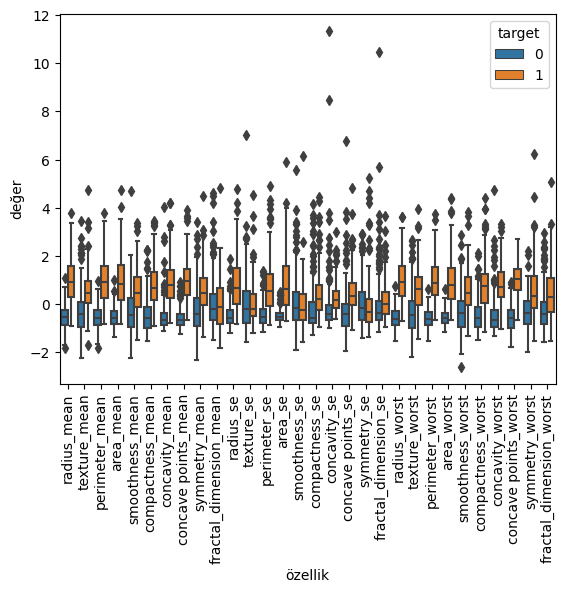 target
0
1
12
10
8
6
4
2
0
−2
değer
radius_mean
texture_mean
perimeter_mean
area_mean
smoothness_mean
compactness_mean
concavity_mean
concave points_mean
symmetry_mean
fractal_dimension_mean
radius_se
texture_se
perimeter_se
area_se
smoothness_se
compactness_se
concavity_se
concave points_se
symmetry_se
fractal_dimension_se
radius_worst
texture_worst
perimeter_worst
area_worst
smoothness_worst
compactness_worst
concavity_worst
concave points_worst
symmetry_worst
fractal_dimension_worst
özellik